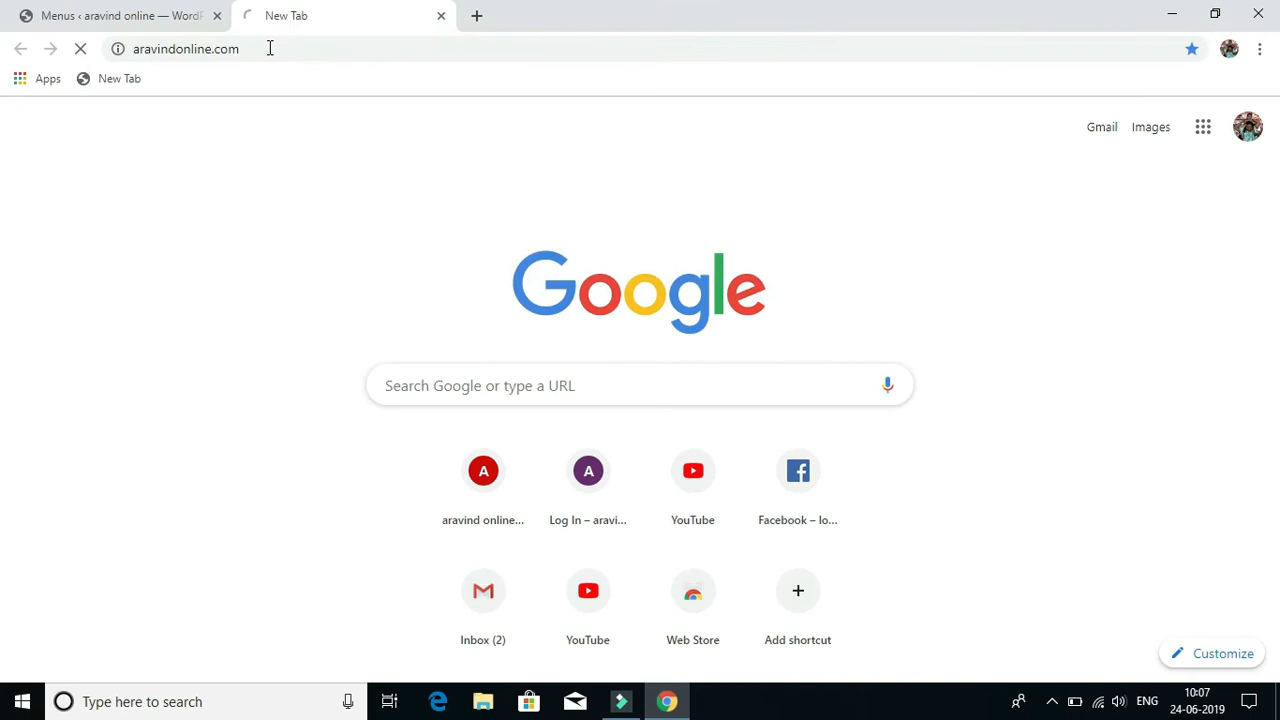 Menus ‹ aravind online — WordP
New Tab
aravindonline.com
Apps
New Tab
Gmail
Images
Google
Search Google or type a URL
A
A
aravind online...
Log In – aravi...
YouTube
Facebook – lo...
Inbox (2)
YouTube
Web Store
Add shortcut
Customize
Type here to search
ENG
10:07
24-06-2019